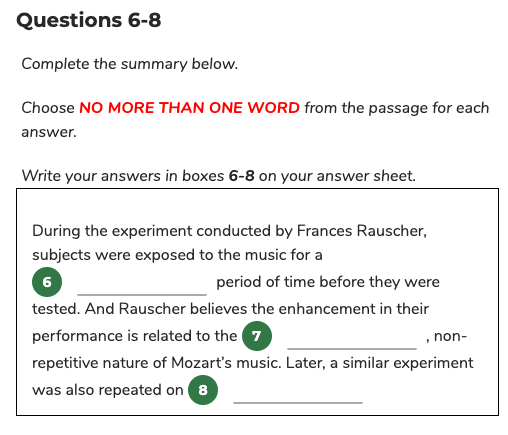 Questions 6-8
Complete the summary below.
Choose NO MORE THAN ONE WORD from the passage for each
answer.
Write your answers in boxes 6-8 on your answer sheet.
During the experiment conducted by Frances Rauscher,
subjects were exposed to the music for a
6 ____________ period of time before they were
tested. And Rauscher believes the enhancement in their
performance is related to the 7 ____________ , non-
repetitive nature of Mozart's music. Later, a similar experiment
was also repeated on 8 ____________